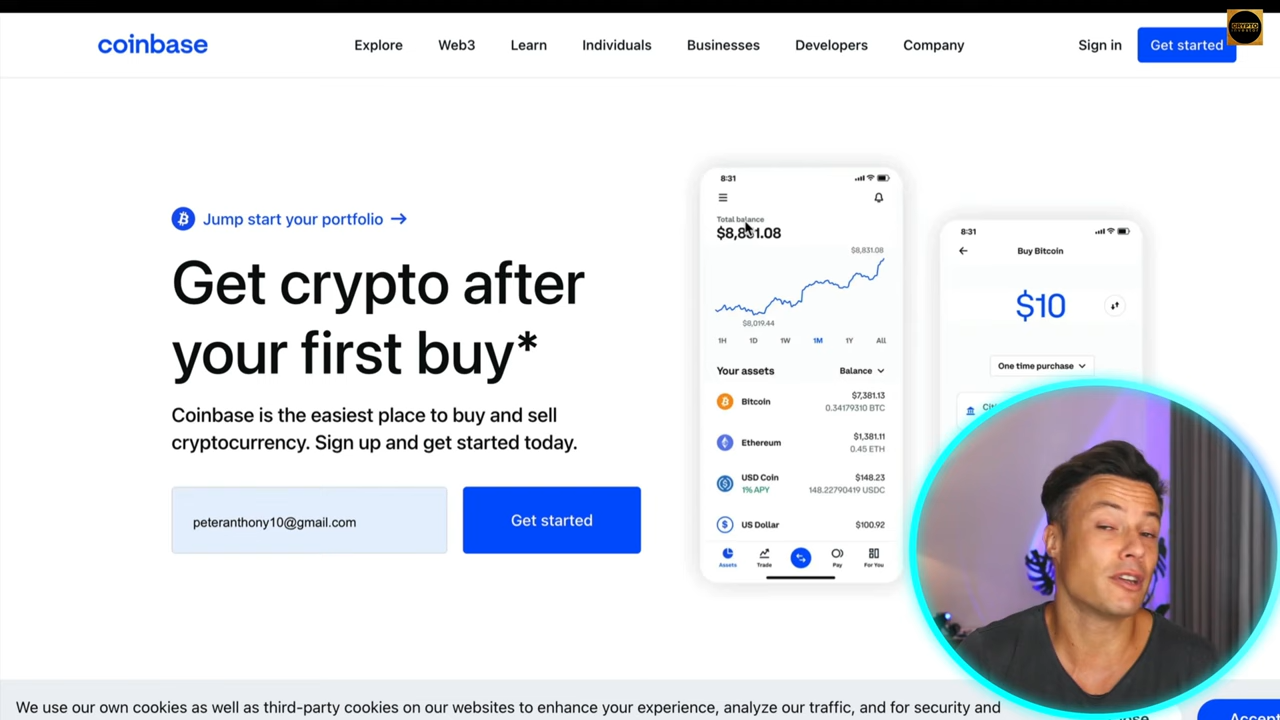 coinbase
Explore
Web3
Learn
Individuals
Businesses
Developers
Company
Sign in
Get started
CRYPTO
Jump start your portfolio →
Get crypto after
your first buy*
Coinbase is the easiest place to buy and sell
cryptocurrency. Sign up and get started today.
peteranthony10@gmail.com
Get started
8:31
Total balance
$8,831.08
$8,831.08
$8,019.44
1H 1D 1W 1M 1Y All
Your assets Balance
Bitcoin $7,381.13
0.34179310 BTC
Ethereum $1,381.11
0.45 ETH
USD Coin $148.23
1% APY 148.22790419 USDC
US Dollar $100.92
Assets Trade Pay For You
8:31
Buy Bitcoin
$10
One time purchase
We use our own cookies as well as third-party cookies on our websites to enhance your experience, analyze our traffic, and for security and